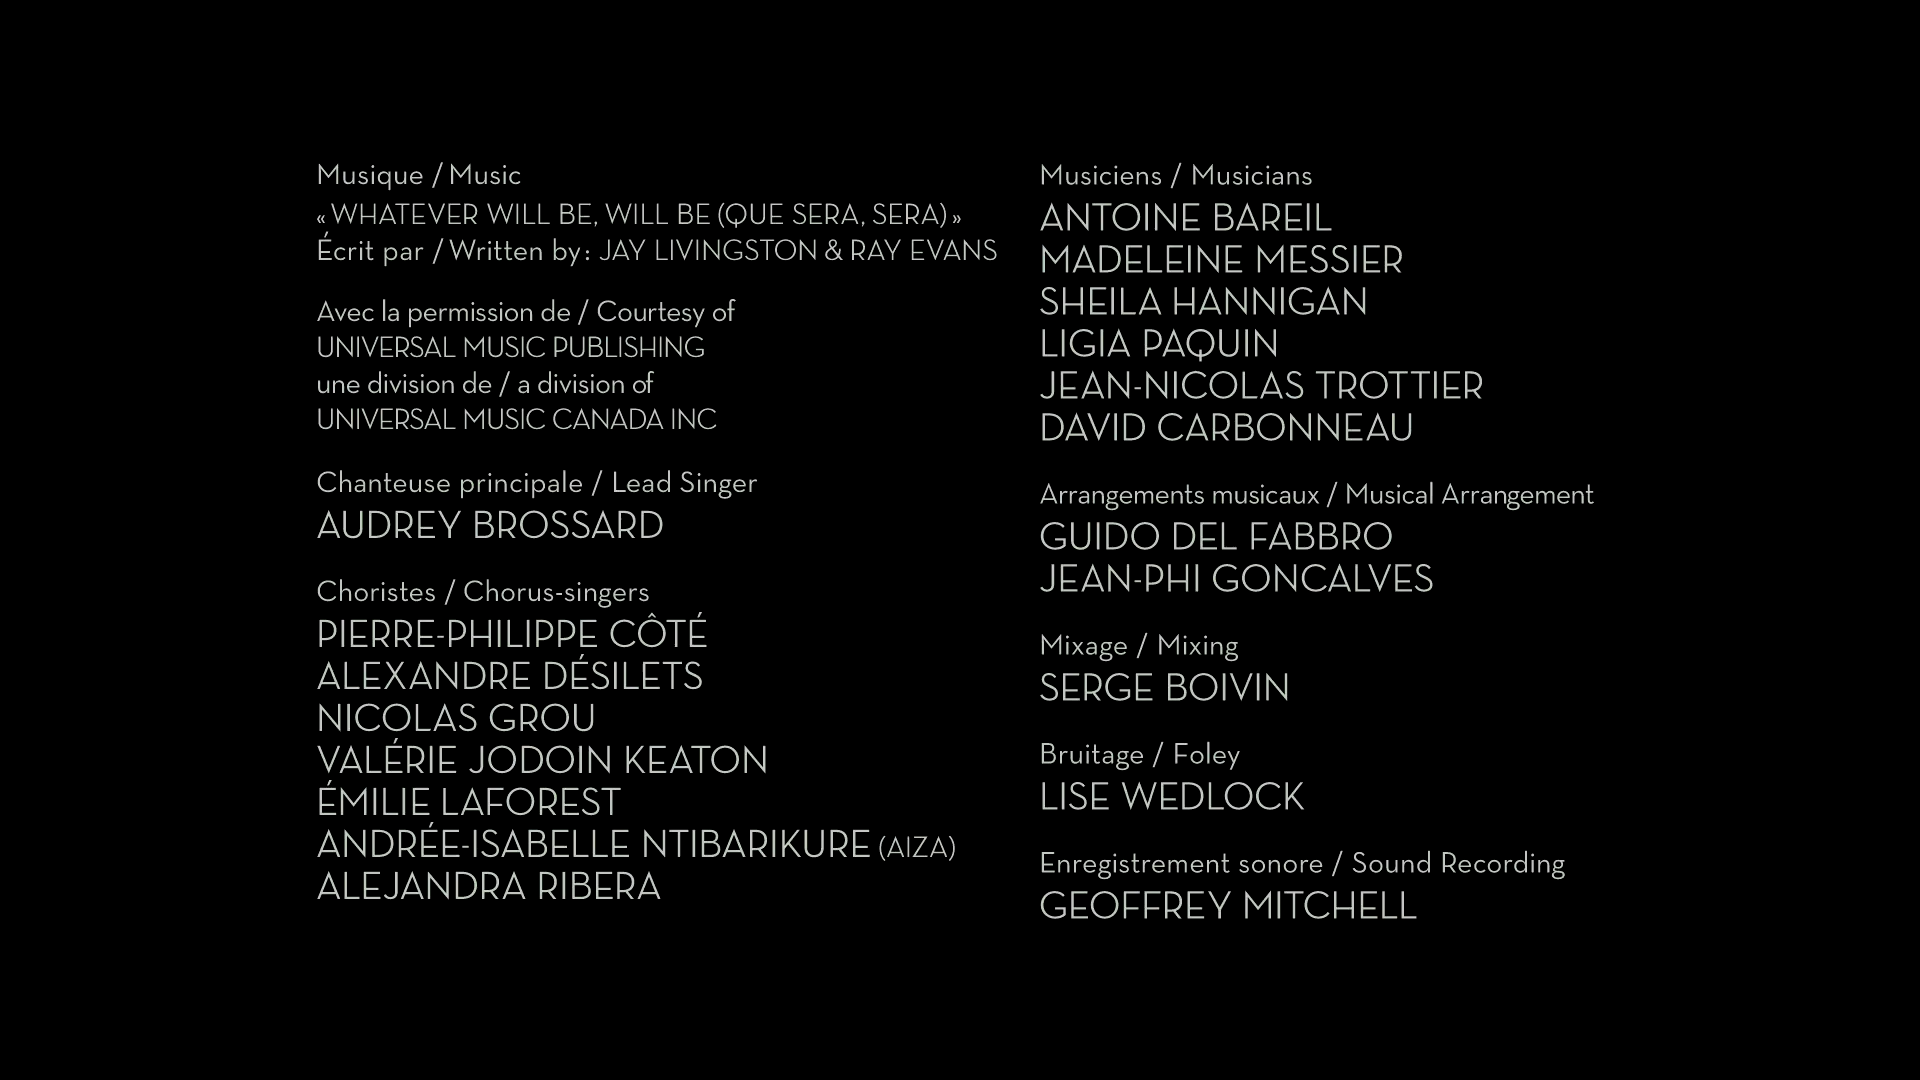 Musique / Music
« WHATEVER WILL BE, WILL BE (QUE SERA, SERA) »
Écrit par / Written by: JAY LIVINGSTON & RAY EVANS
Avec la permission de / Courtesy of
UNIVERSAL MUSIC PUBLISHING
une division de / a division of
UNIVERSAL MUSIC CANADA INC
Chanteuse principale / Lead Singer
AUDREY BROSSARD
Choristes / Chorus-singers
PIERRE-PHILIPPE CÔTÉ
ALEXANDRE DÉSILETS
NICOLAS GROU
VALÉRIE JODOIN KEATON
ÉMILIE LAFOREST
ANDRÉE-ISABELLE NTIBARIKURE (AIZA)
ALEJANDRA RIBERA
Musiciens / Musicians
ANTOINE BAREIL
MADELEINE MESSIER
SHEILA HANNIGAN
LIGIA PAQUIN
JEAN-NICOLAS TROTTIER
DAVID CARBONNEAU
Arrangements musicaux / Musical Arrangement
GUIDO DEL FABBRO
JEAN-PHI GONCALVES
Mixage / Mixing
SERGE BOIVIN
Bruitage / Foley
LISE WEDLOCK
Enregistrement sonore / Sound Recording
GEOFFREY MITCHELL